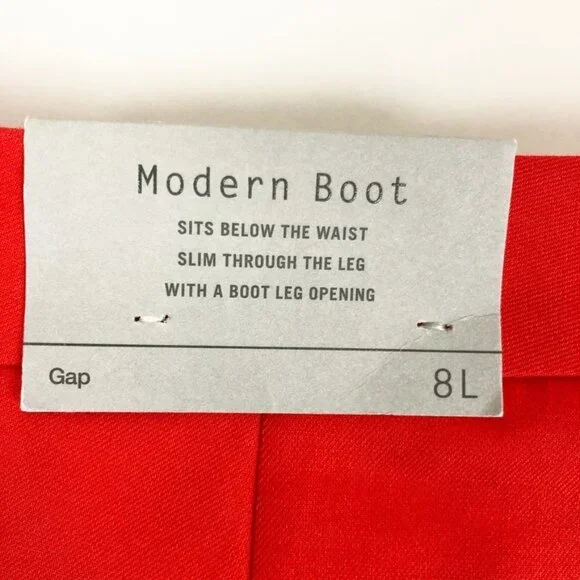 Modern Boot
SITS BELOW THE WAIST
SLIM THROUGH THE LEG
WITH A BOOT LEG OPENING
Gap 8L